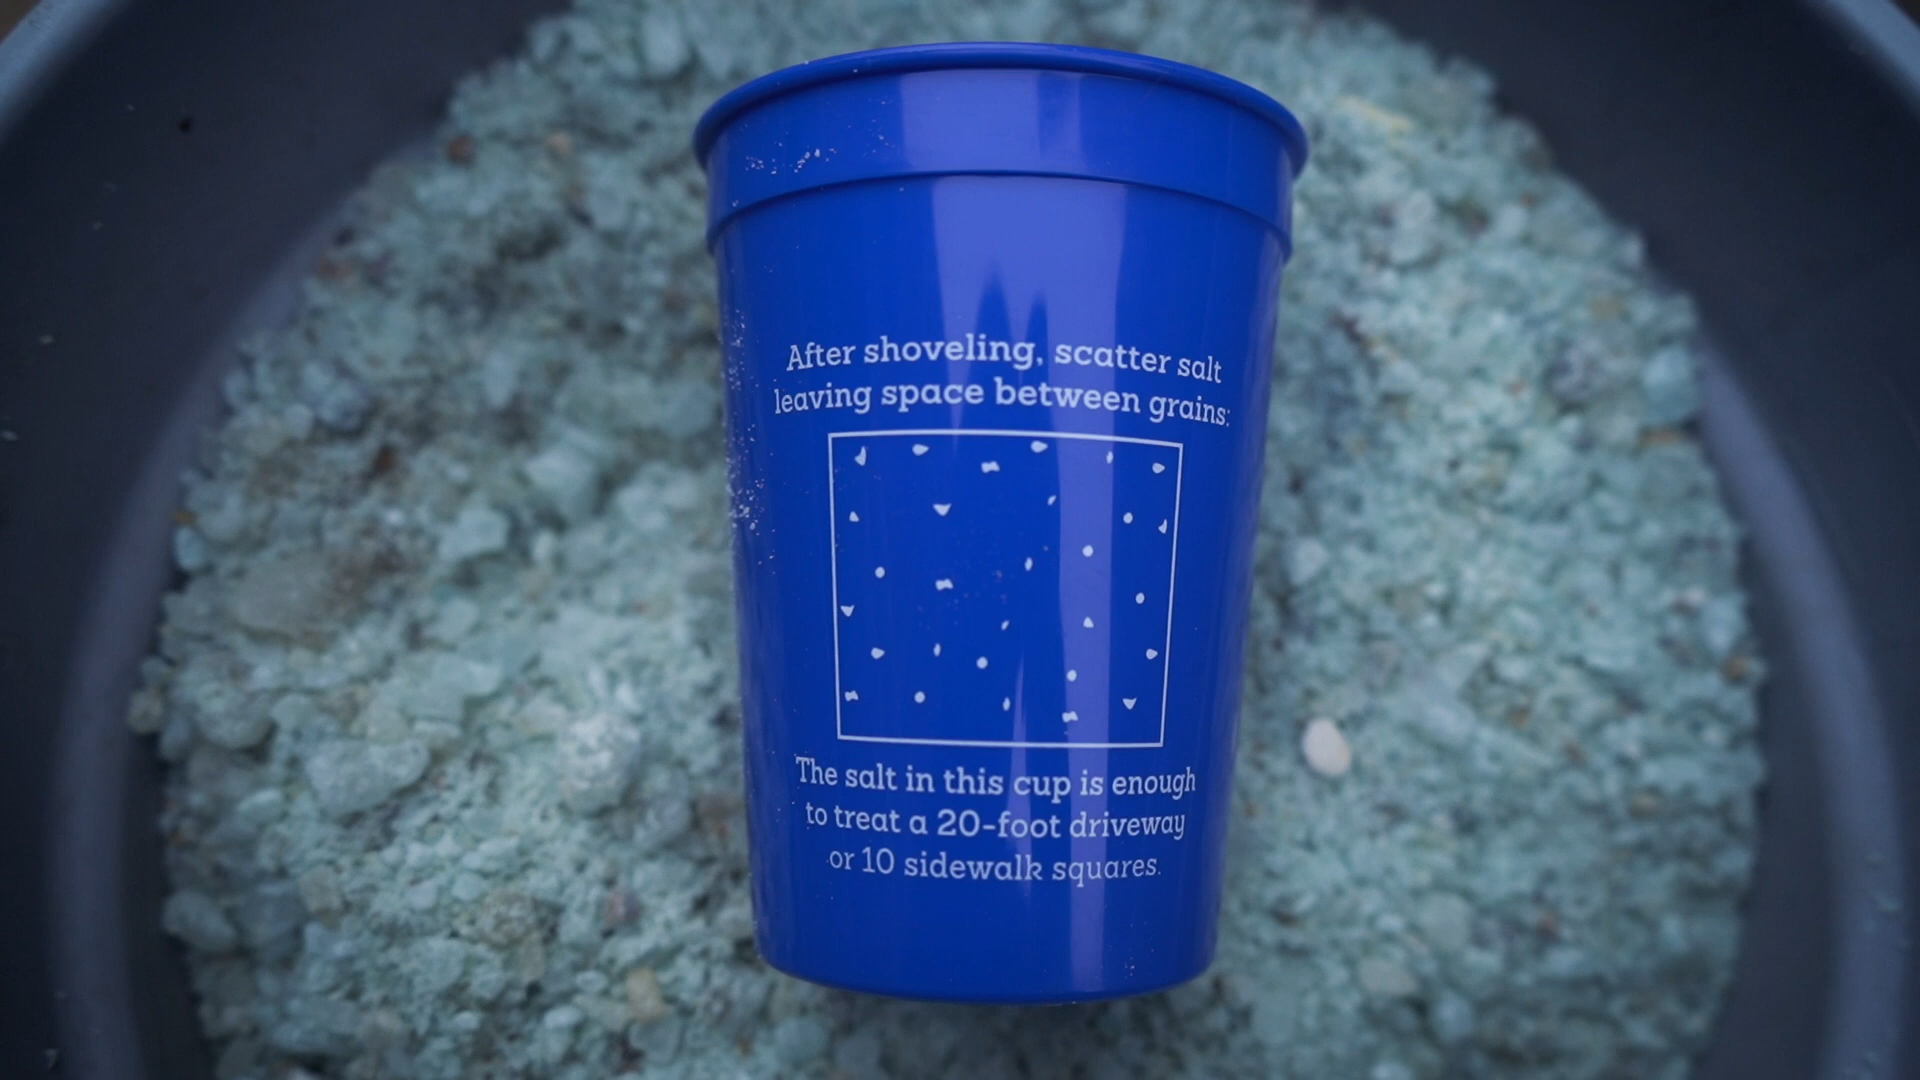 After shoveling, scatter salt
leaving space between grains:
The salt in this cup is enough
to treat a 20-foot driveway
or 10 sidewalk squares.